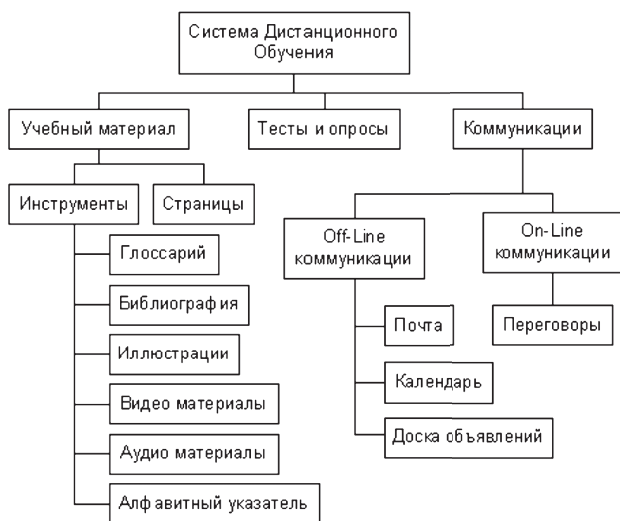 Система Дистанционного
Обучения
Учебный материал
Тесты и опросы
Коммуникации
Инструменты
Страницы
Off-Line
коммуникации
On-Line
коммуникации
Глоссарий
Библиография
Иллюстрации
Видео материалы
Аудио материалы
Алфавитный указатель
Почта
Календарь
Доска объявлений
Переговоры